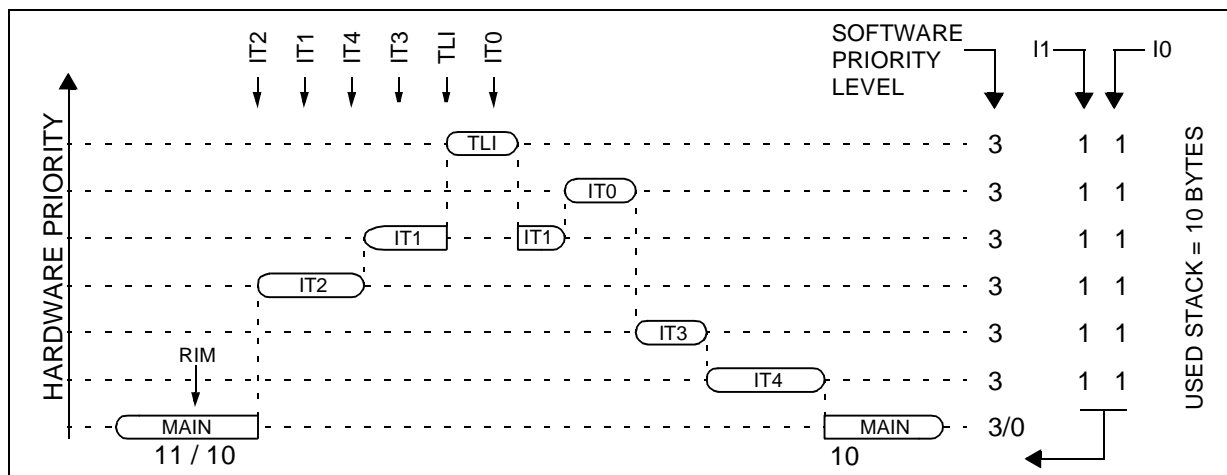 IT2
IT1
IT4
IT3
TLI
IT0
SOFTWARE
PRIORITY
LEVEL
I1
I0
HARDWARE PRIORITY
TLI
3
1 1
IT0
3
1 1
IT1
IT1
3
1 1
IT2
3
1 1
IT3
3
1 1
RIM
IT4
3
1 1
MAIN
MAIN
3/0
11 / 10
10
USED STACK = 10 BYTES